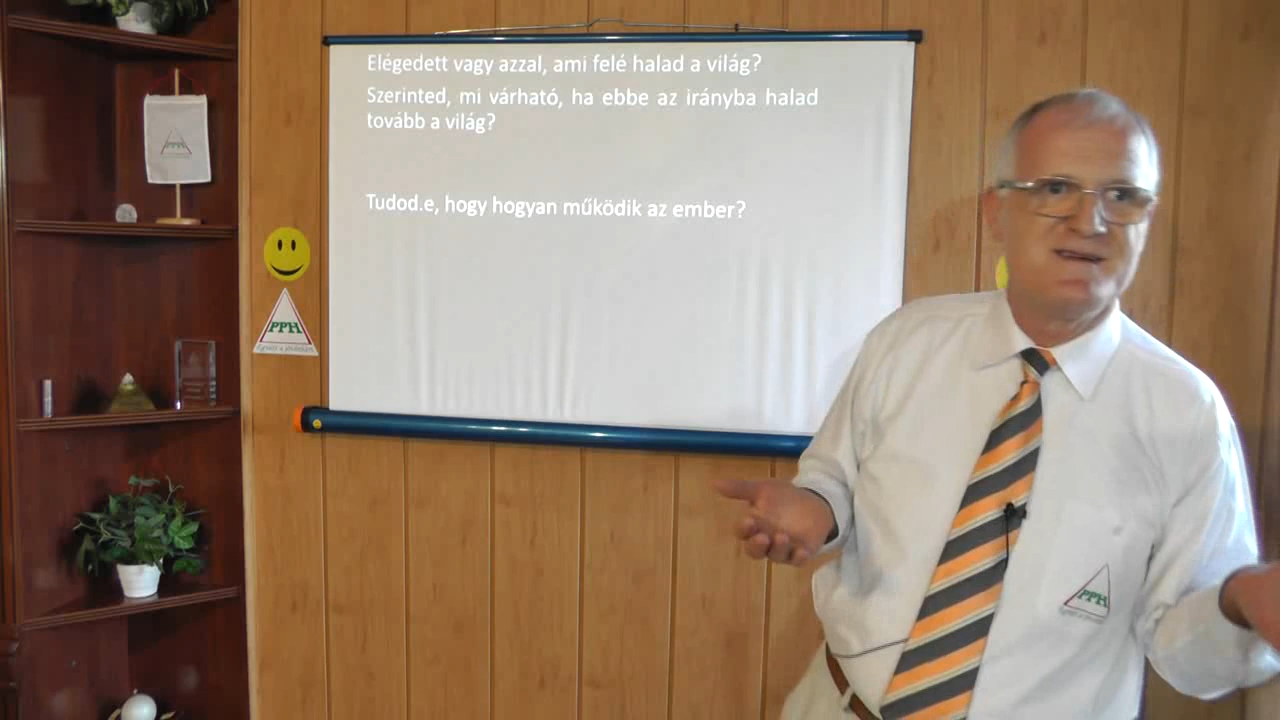 Elégedett vagy azzal, ami felé halad a világ?
Szerinted, mi várható, ha ebbe az irányba halad
tovább a világ?
Tudod.e, hogy hogyan működik az ember?
PPH
PPH
PPH